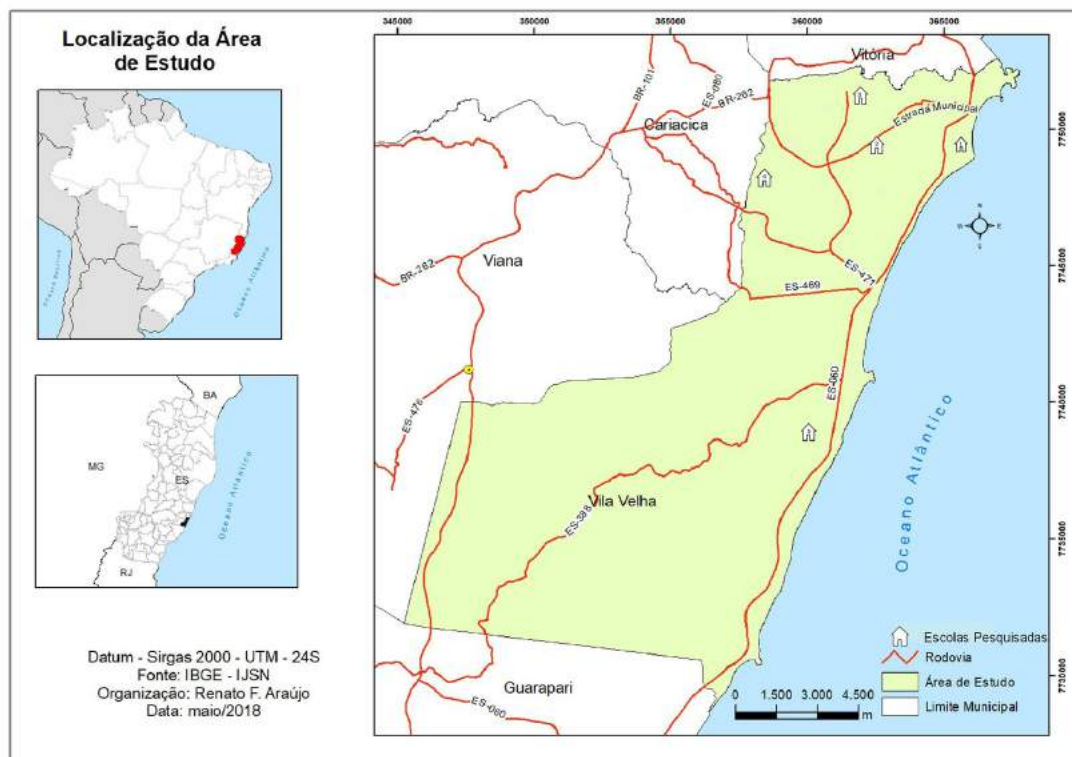 Localização da Área
de Estudo
Oceano Atlântico
BA
MG
ES
RJ
Oceano Atlântico
Datum - Sirgas 2000 - UTM - 24S
Fonte: IBGE - IJSN
Organização: Renato F. Araújo
Data: maio/2018
345000
350000
355000
360000
365000
7750000
7745000
7740000
7735000
7730000
Vitória
BR-101
ES-080
BR-262
Cariacica
Estrada Municipal
Viana
BR-262
ES-471
ES-469
ES-060
ES-476
Vila Velha
ES-388
Oceano Atlântico
Guarapari
ES-060
N
W
E
S
Escolas Pesquisadas
Rodovia
Área de Estudo
Limite Municipal
0 1.500 3.000 4.500
m